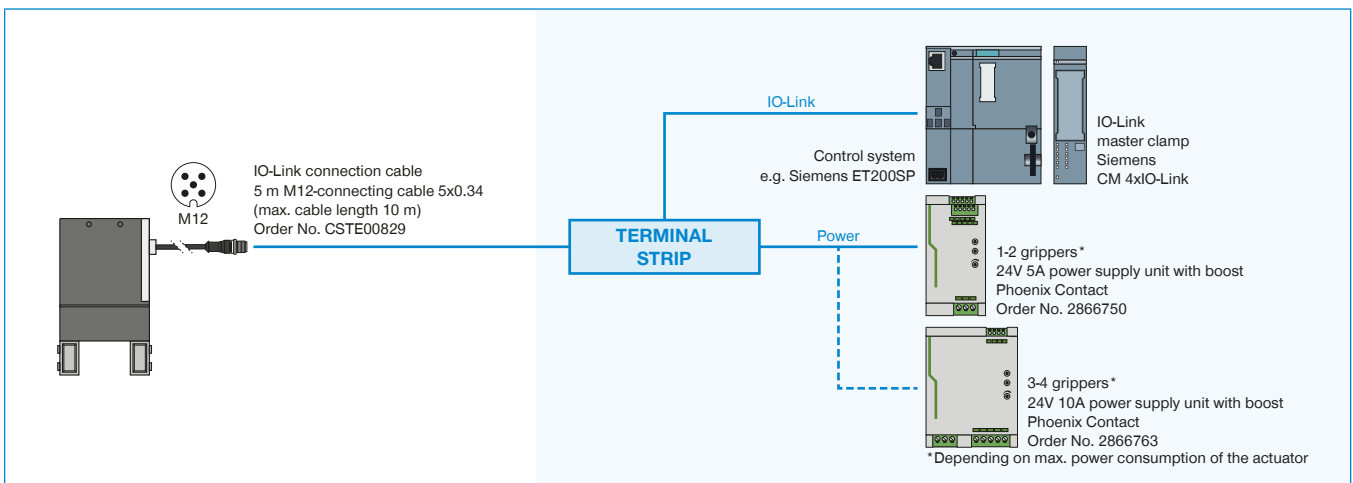 IO-Link connection cable
5 m M12-connecting cable 5x0.34
(max. cable length 10 m)
Order No. CSTE00829
M12
TERMINAL
STRIP
IO-Link
Control system
e.g. Siemens ET200SP
IO-Link
master clamp
Siemens
CM 4xIO-Link
Power
1-2 grippers*
24V 5A power supply unit with boost
Phoenix Contact
Order No. 2866750
3-4 grippers*
24V 10A power supply unit with boost
Phoenix Contact
Order No. 2866763
*Depending on max. power consumption of the actuator